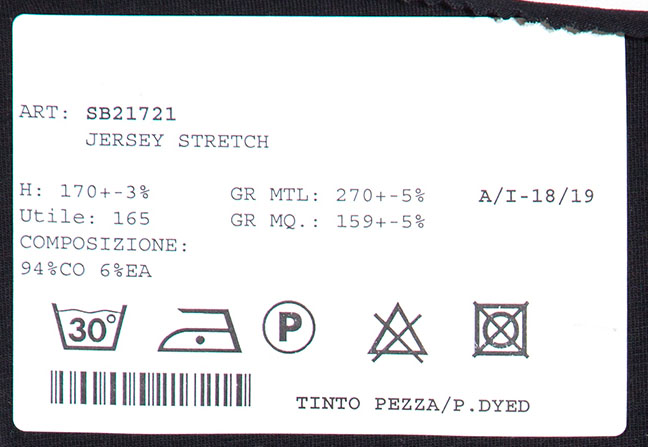 ART: SB21721
JERSEY STRETCH
H: 170+-3% GR MTL: 270+-5% A/I-18/19
Utile: 165 GR MQ.: 159+-5%
COMPOSIZIONE:
94%CO 6%EA
30° P
TINTO PEZZA/P.DYED